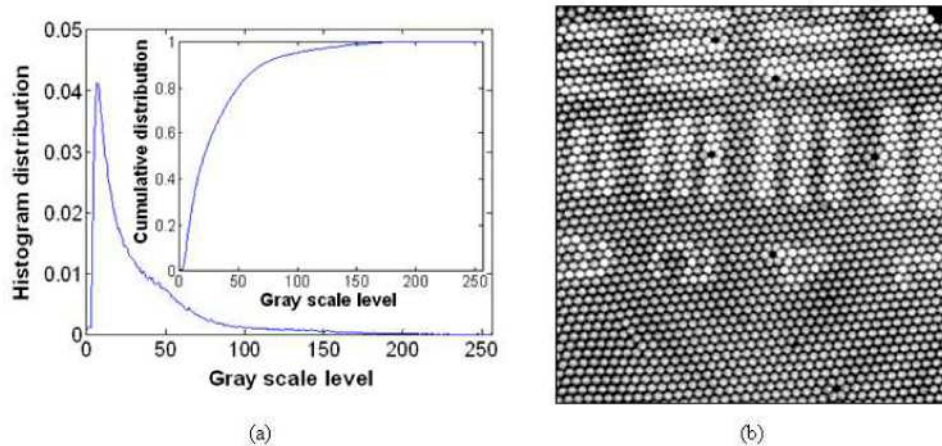 0.05
0.04
0.03
0.02
0.01
0
Histogram distribution
0 50 100 150 200 250
Gray scale level
1
0.8
0.6
0.4
0.2
0
Cumulative distribution
0 50 100 150 200 250
Gray scale level
(a)
(b)